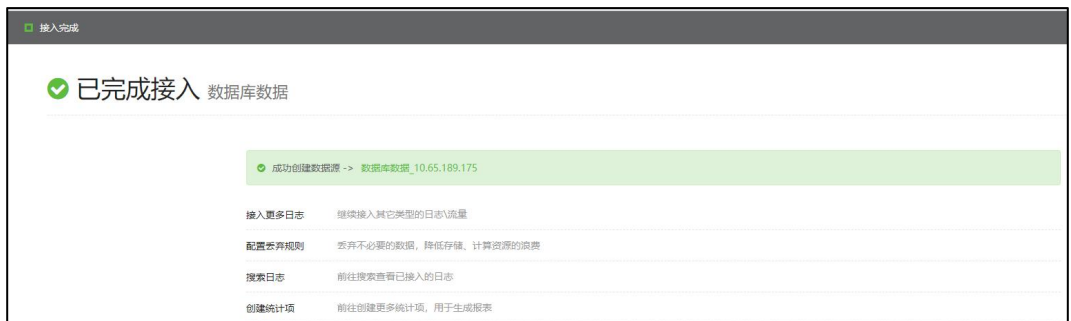 接入完成
已完成接入 数据库数据
成功创建数据源 -> 数据库数据_10.65.189.175
接入更多日志 继续接入其它类型的日志\流量
配置丢弃规则 丢弃不必要的数据，降低存储、计算资源的浪费
搜索日志 前往搜索查看已接入的日志
创建统计项 前往创建更多统计项，用于生成报表